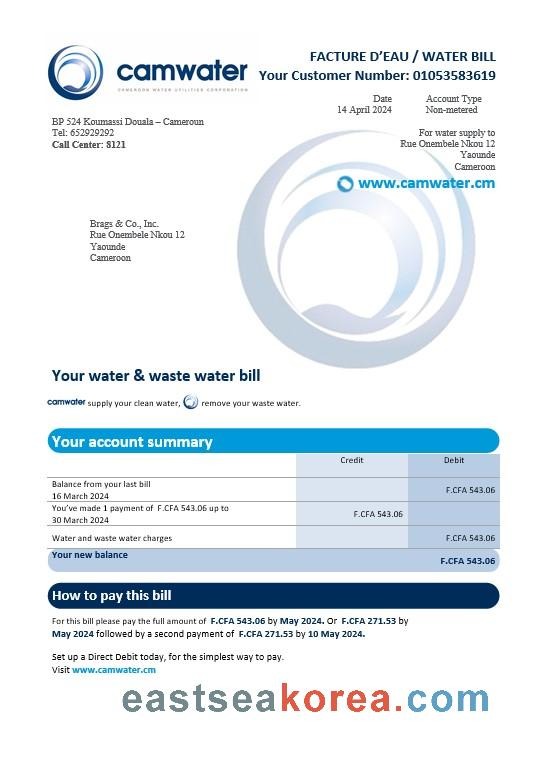 camwater
CAMEROON WATER UTILITIES CORPORATION
FACTURE D'EAU / WATER BILL
Your Customer Number: 01053583619
Date Account Type
14 April 2024 Non-metered
BP 524 Koumassi Douala – Cameroun
Tel: 652929292
Call Center: 8121
For water supply to
Rue Onembele Nkou 12
Yaounde
Cameroon
www.camwater.cm
Brags & Co., Inc.
Rue Onembele Nkou 12
Yaounde
Cameroon
Your water & waste water bill
camwater supply your clean water, remove your waste water.
Your account summary
Credit Debit
Balance from your last bill
16 March 2024 F.CFA 543.06
You've made 1 payment of F.CFA 543.06 up to
30 March 2024 F.CFA 543.06
Water and waste water charges F.CFA 543.06
Your new balance F.CFA 543.06
How to pay this bill
For this bill please pay the full amount of F.CFA 543.06 by May 2024. Or F.CFA 271.53 by
May 2024 followed by a second payment of F.CFA 271.53 by 10 May 2024.
Set up a Direct Debit today, for the simplest way to pay.
Visit www.camwater.cm
eastseakorea.com